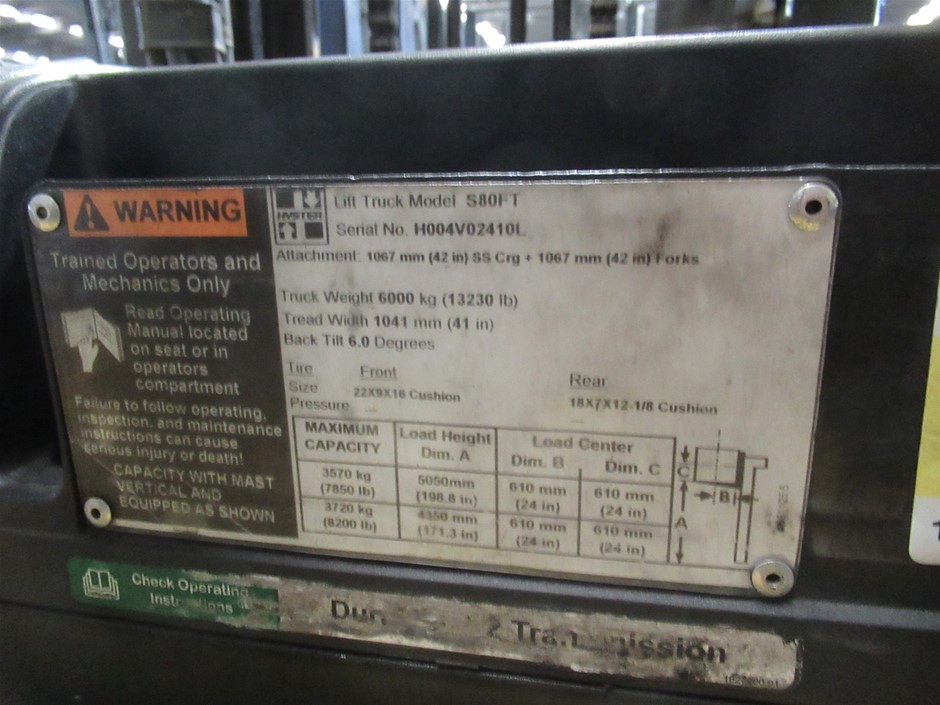 WARNING
Trained Operators and
Mechanics Only
Read Operating
Manual located
on seat or in
operators
compartment
Failure to follow operating,
inspection, and maintenance
instructions can cause
serious injury or death!
CAPACITY WITH MAST
VERTICAL AND
EQUIPPED AS SHOWN
HYSTER
Lift Truck Model S80FT
Serial No. H004V02410L
Attachment: 1067 mm (42 in) SS Crg + 1067 mm (42 in) Forks
Truck Weight 6000 kg (13230 lb)
Tread Width 1041 mm (41 in)
Back Tilt 6.0 Degrees
Tire Front Rear
Size 22X9X16 Cushion 18X7X12-1/8 Cushion
Pressure
MAXIMUM CAPACITY Load Height Dim. A Load Center Dim. B Dim. C
3570 kg 5050mm 610 mm 610 mm
(7850 lb) (198.8 in) (24 in) (24 in)
3720 kg 4350 mm 610 mm 610 mm
(8200 lb) (171.3 in) (24 in) (24 in)
C
B
A
Check Operating
Instructions
Transmission